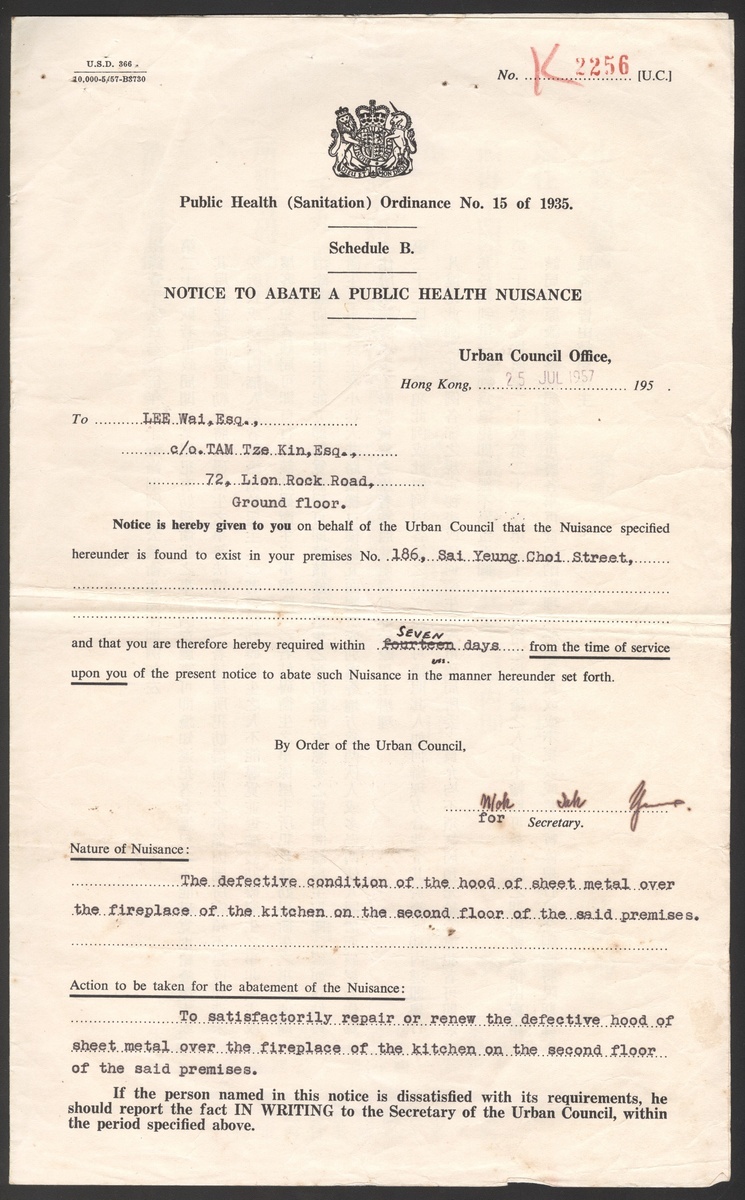 U.S.D. 366
10,000-5/57-B8730
No. K 2256 [U.C.]
Public Health (Sanitation) Ordinance No. 15 of 1935.
Schedule B.
NOTICE TO ABATE A PUBLIC HEALTH NUISANCE
Urban Council Office,
Hong Kong, 25 JUL 1957 195 .
To LEE Wai, Esq.,
c/o. TAM Tze Kin, Esq.,
72, Lion Rock Road,
Ground floor.
Notice is hereby given to you on behalf of the Urban Council that the Nuisance specified
hereunder is found to exist in your premises No. 186, Sai Yeung Choi Street,
SEVEN
and that you are therefore hereby required within fourteen days from the time of service
upon you of the present notice to abate such Nuisance in the manner hereunder set forth.
By Order of the Urban Council,
for Secretary.
Nature of Nuisance:
The defective condition of the hood of sheet metal over
the fireplace of the kitchen on the second floor of the said premises.
Action to be taken for the abatement of the Nuisance:
To satisfactorily repair or renew the defective hood of
sheet metal over the fireplace of the kitchen on the second floor
of the said premises.
If the person named in this notice is dissatisfied with its requirements, he
should report the fact IN WRITING to the Secretary of the Urban Council, within
the period specified above.